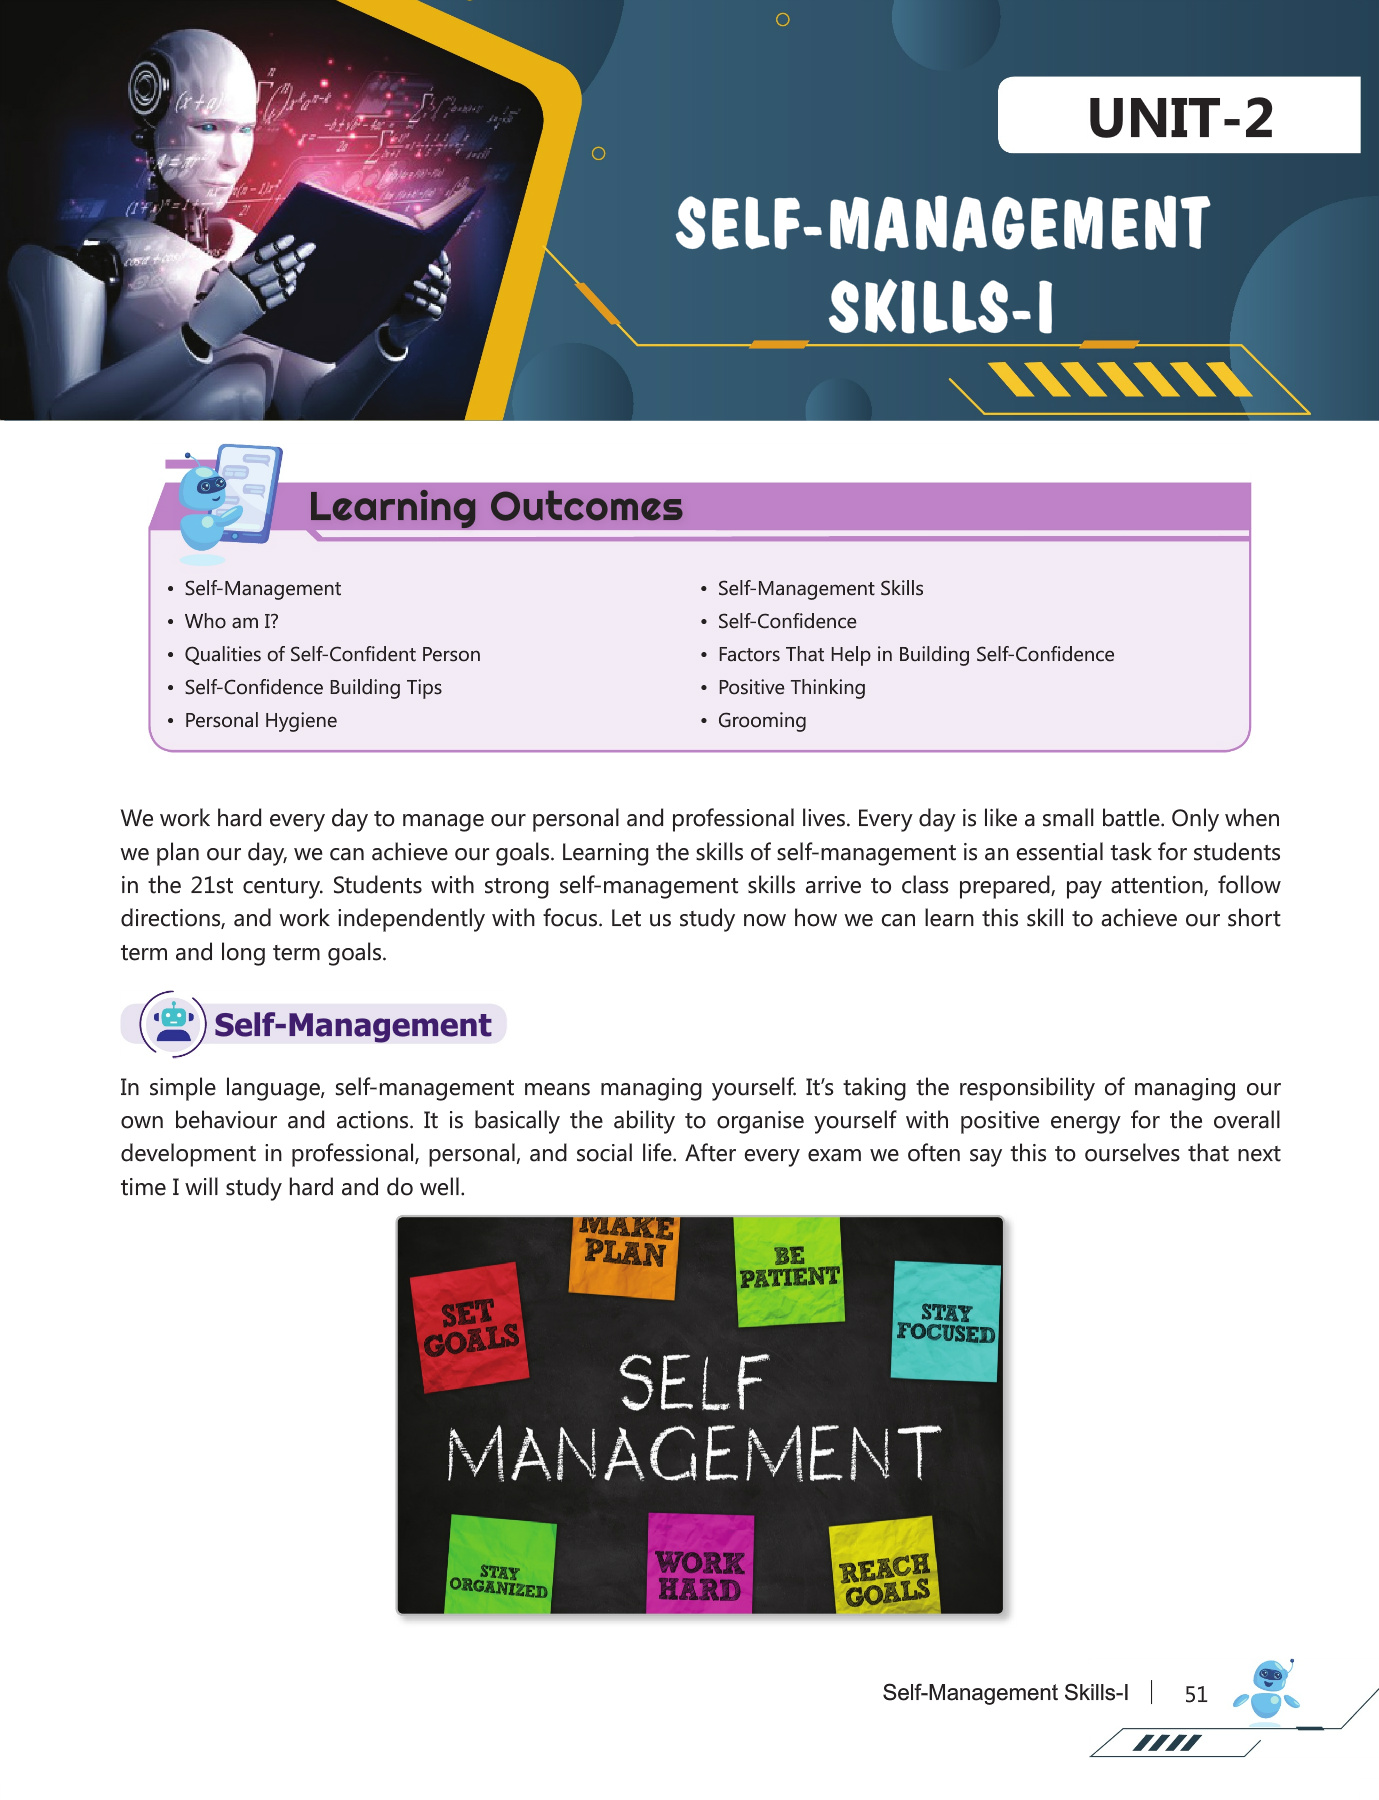 UNIT-2
SELF-MANAGEMENT
SKILLS-I
Learning Outcomes
• Self-Management
• Who am I?
• Qualities of Self-Confident Person
• Self-Confidence Building Tips
• Personal Hygiene
• Self-Management Skills
• Self-Confidence
• Factors That Help in Building Self-Confidence
• Positive Thinking
• Grooming
We work hard every day to manage our personal and professional lives. Every day is like a small battle. Only when
we plan our day, we can achieve our goals. Learning the skills of self-management is an essential task for students
in the 21st century. Students with strong self-management skills arrive to class prepared, pay attention, follow
directions, and work independently with focus. Let us study now how we can learn this skill to achieve our short
term and long term goals.
Self-Management
In simple language, self-management means managing yourself. It’s taking the responsibility of managing our
own behaviour and actions. It is basically the ability to organise yourself with positive energy for the overall
development in professional, personal, and social life. After every exam we often say this to ourselves that next
time I will study hard and do well.
MAKE
PLAN
BE
PATIENT
SET
GOALS
STAY
FOCUSED
SELF
MANAGEMENT
STAY
ORGANIZED
WORK
HARD
REACH
GOALS
Self-Management Skills-I
51